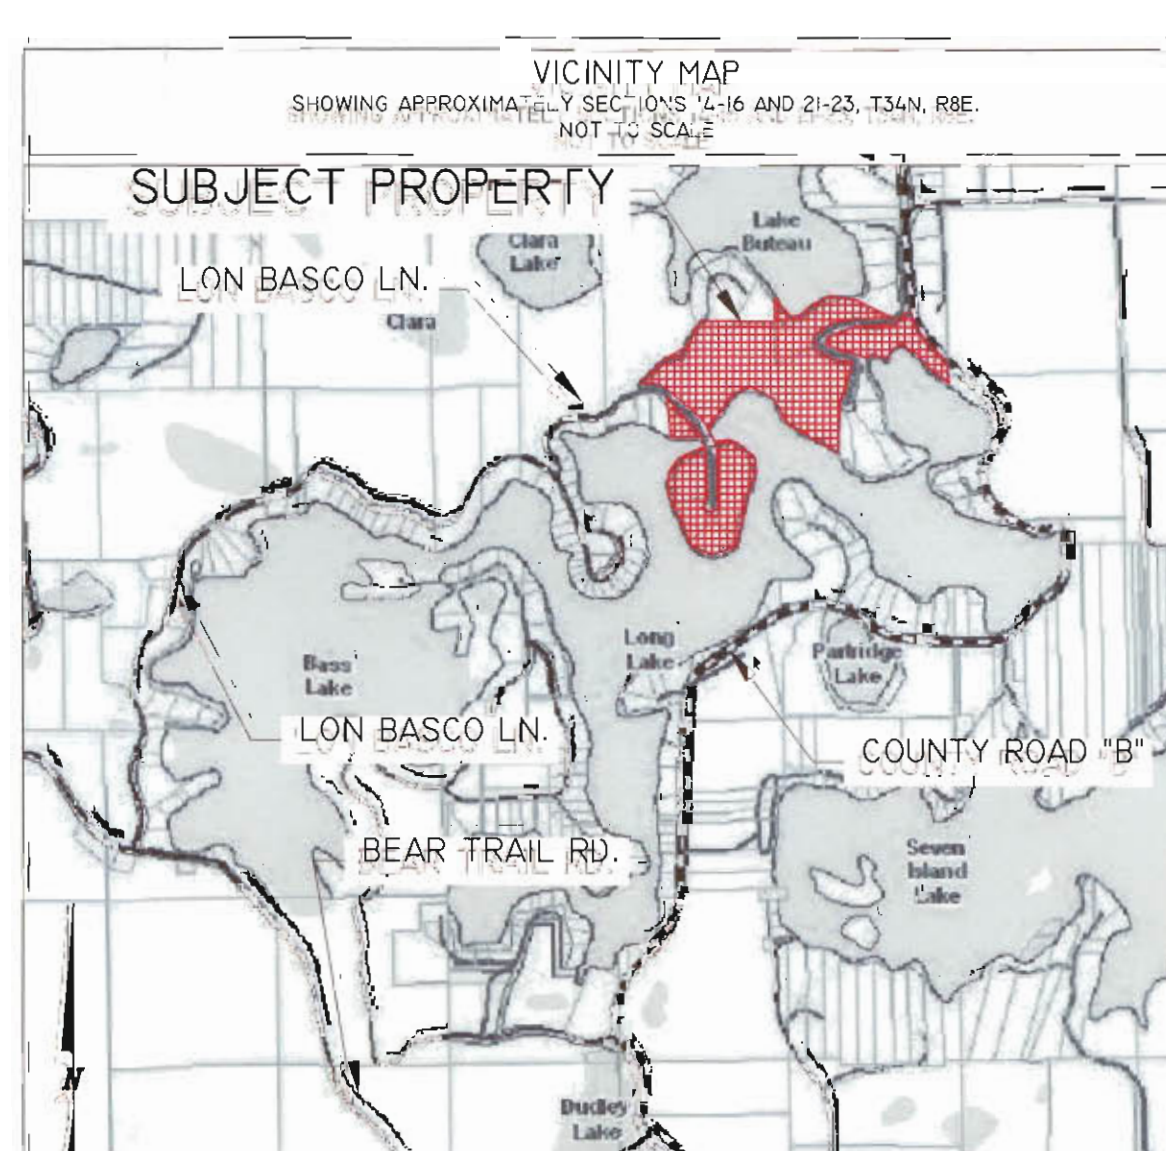 VICINITY MAP
SHOWING APPROXIMATELY SECTIONS 14-16 AND 21-23, T34N, R8E.
NOT TO SCALE
SUBJECT PROPERTY
Lake
Buteau
Clara
Lake
LON BASCO LN.
Clara
Long
Lake
Partridge
Lake
Bass
Lake
LON BASCO LN.
COUNTY ROAD "B"
BEAR TRAIL RD.
Seven
Island
Lake
N
Dudley
Lake